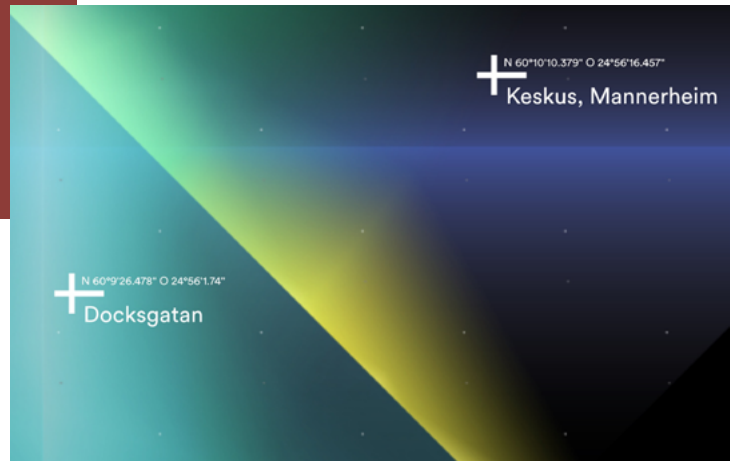 N 60°10'10.379" O 24°56'16.457"
Keskus, Mannerheim
N 60°9'26.478" O 24°56'1.74"
Docksgatan